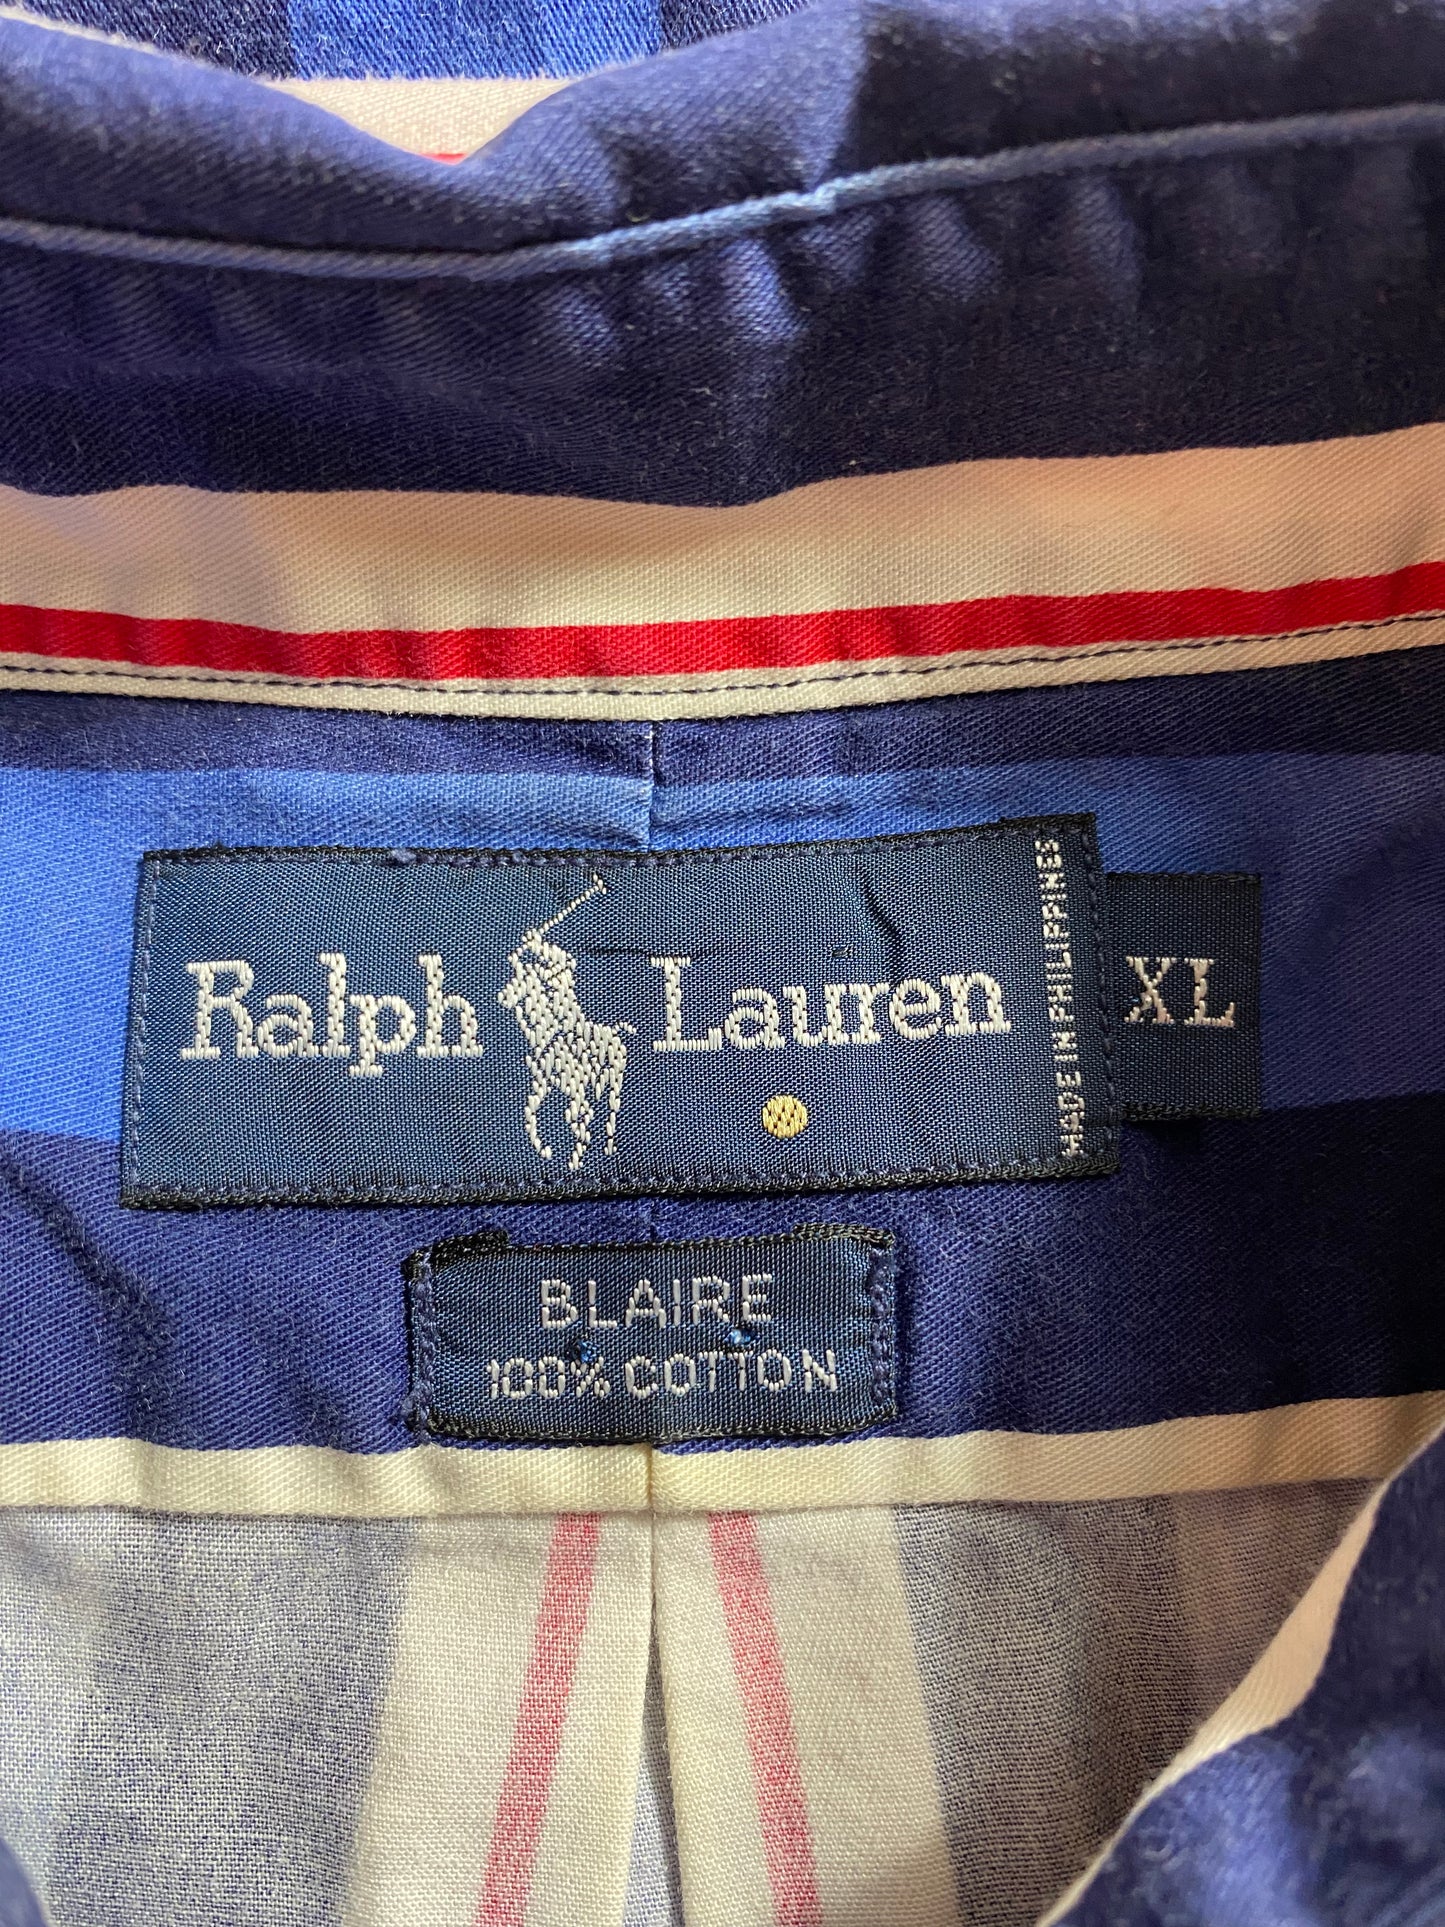 Ralph Lauren
MADE IN PHILIPPINES
XL
BLAIRE
100% COTTON